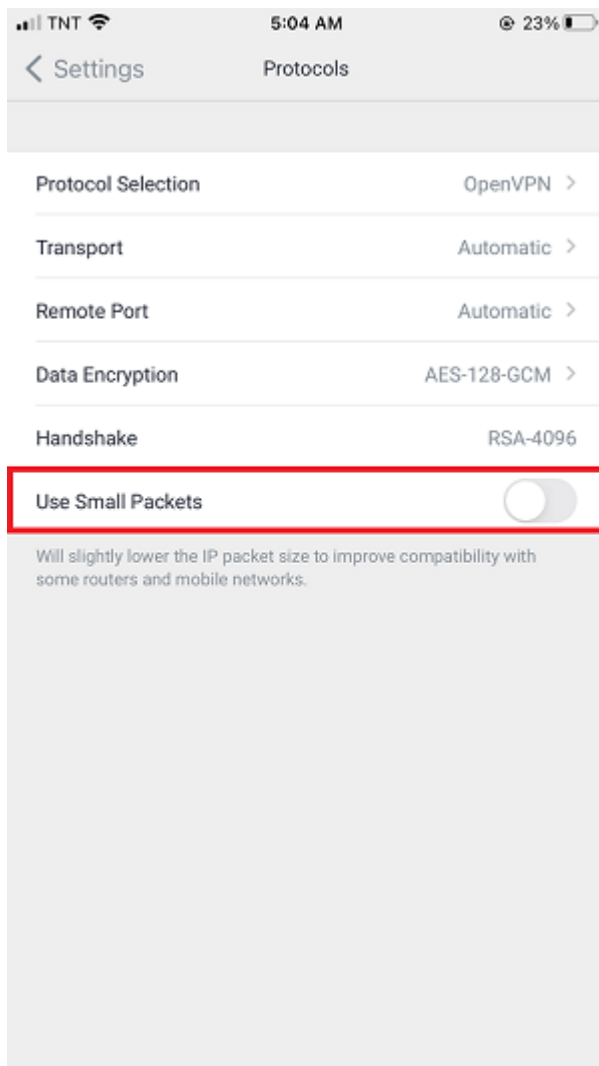 TNT 5:04 AM 23%
Settings Protocols
Protocol Selection OpenVPN
Transport Automatic
Remote Port Automatic
Data Encryption AES-128-GCM
Handshake RSA-4096
Use Small Packets
Will slightly lower the IP packet size to improve compatibility with
some routers and mobile networks.